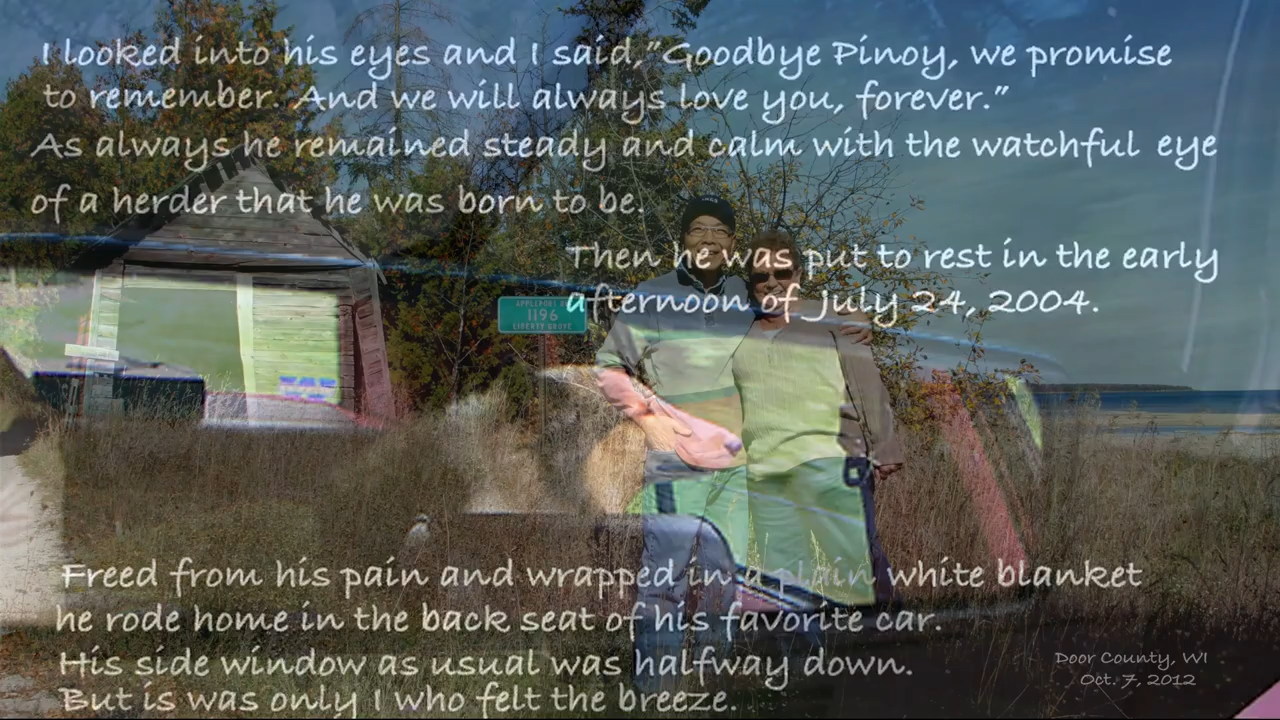 I looked into his eyes and I said,"Goodbye Pinoy, we promise
to remember. And we will always love you, forever."
As always he remained steady and calm with the watchful eye
of a herder that he was born to be.
Then he was put to rest in the early
afternoon of July 24, 2004.
1196
LIBERTY GROVE
Freed from his pain and wrapped in a plain white blanket
he rode home in the back seat of his favorite car.
His side window as usual was halfway down.
But is was only I who felt the breeze.
Door County, WI
Oct. 7, 2012